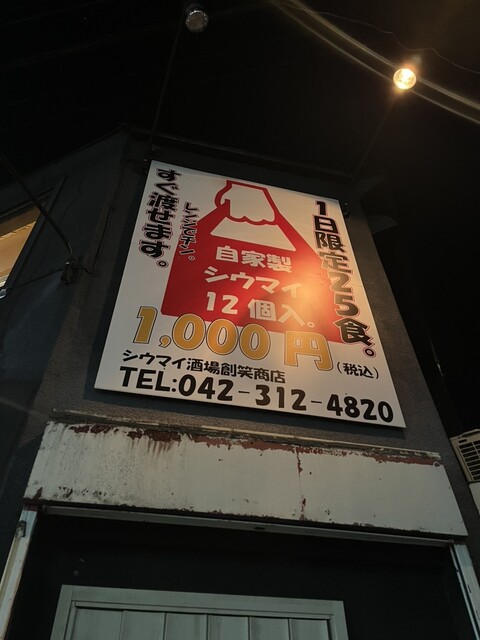 1日限定25食。
自家製
シウマイ
12個入。
レンジでチン。
すぐ渡せます。
1,000円(税込)
シウマイ酒場創笑商店
TEL:042-312-4820